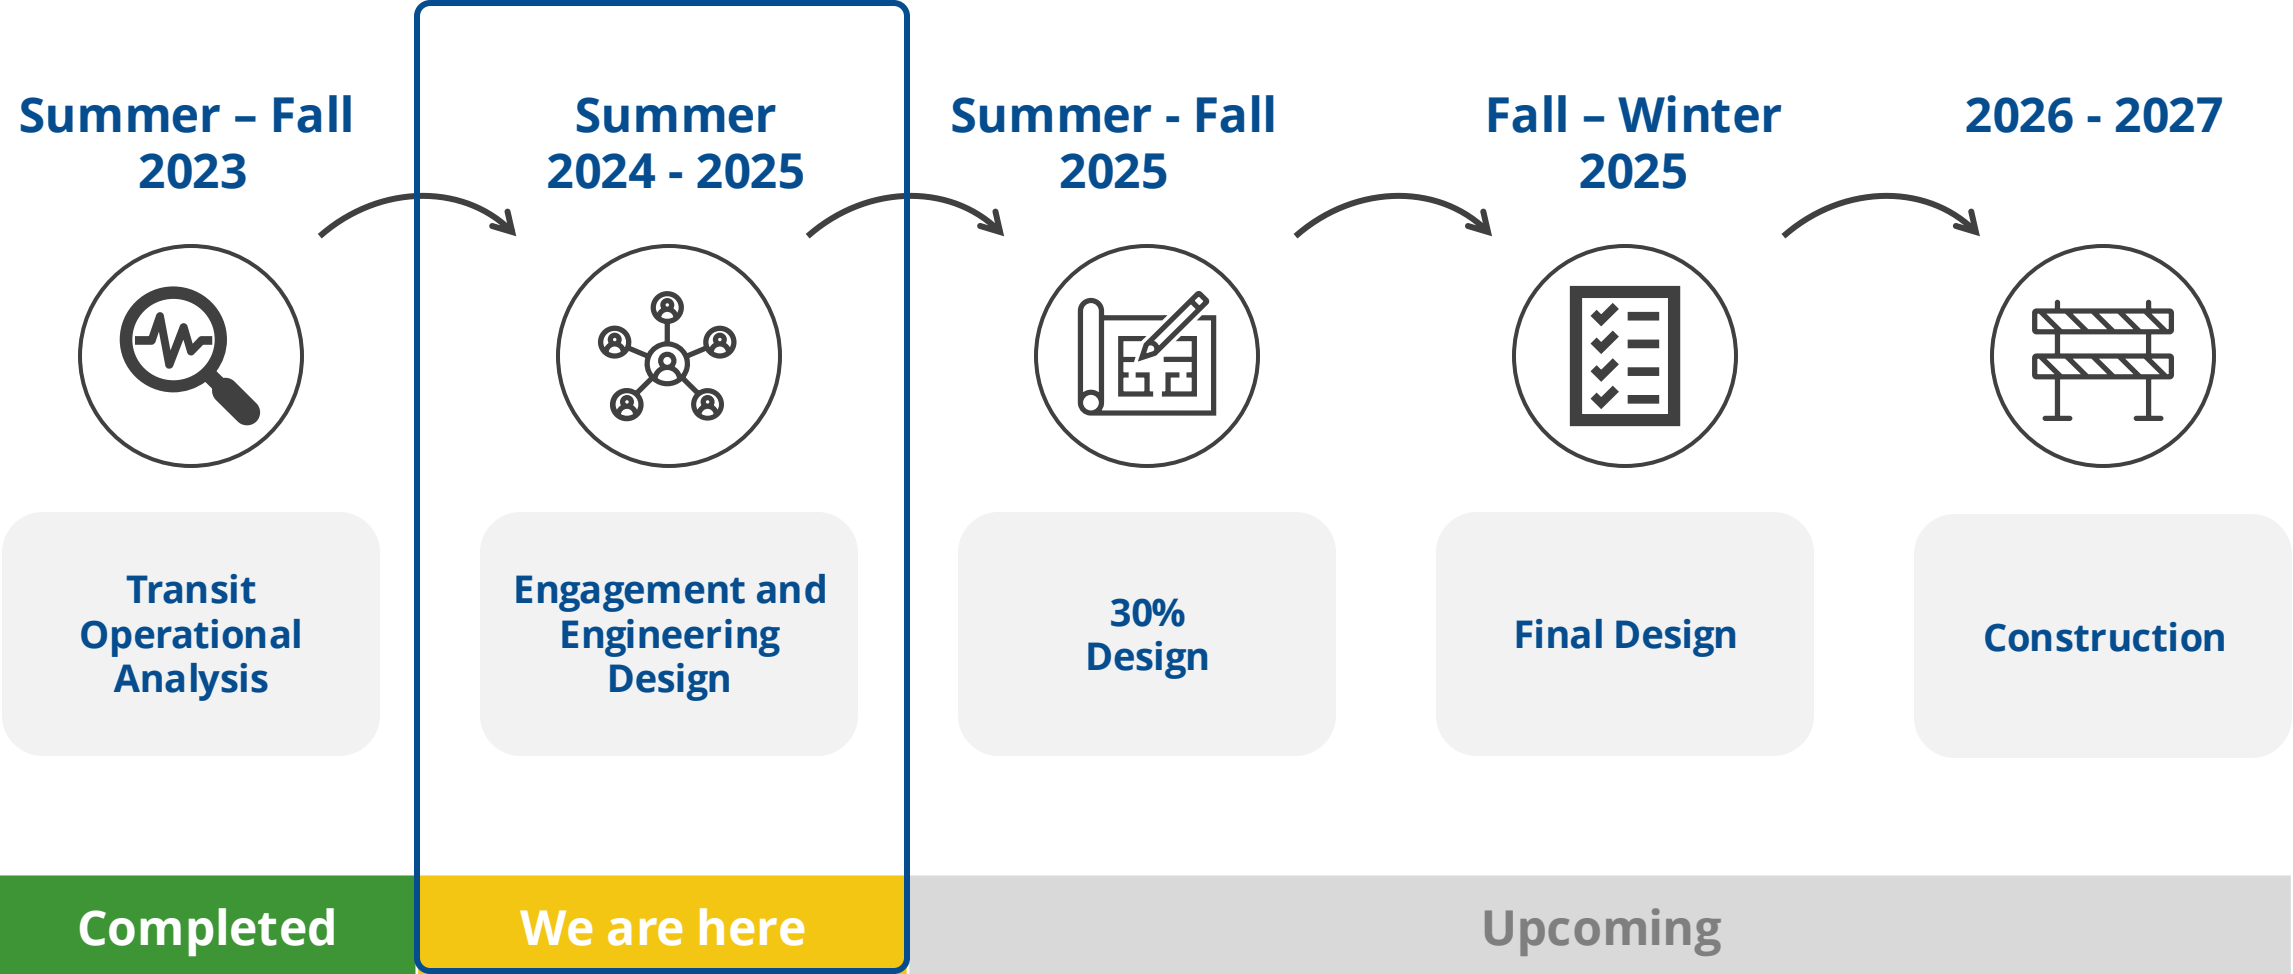 Summer – Fall
2023
Summer
2024 - 2025
Summer - Fall
2025
Fall – Winter
2025
2026 - 2027
Transit
Operational
Analysis
Engagement and
Engineering
Design
30%
Design
Final Design
Construction
Completed
We are here
Upcoming